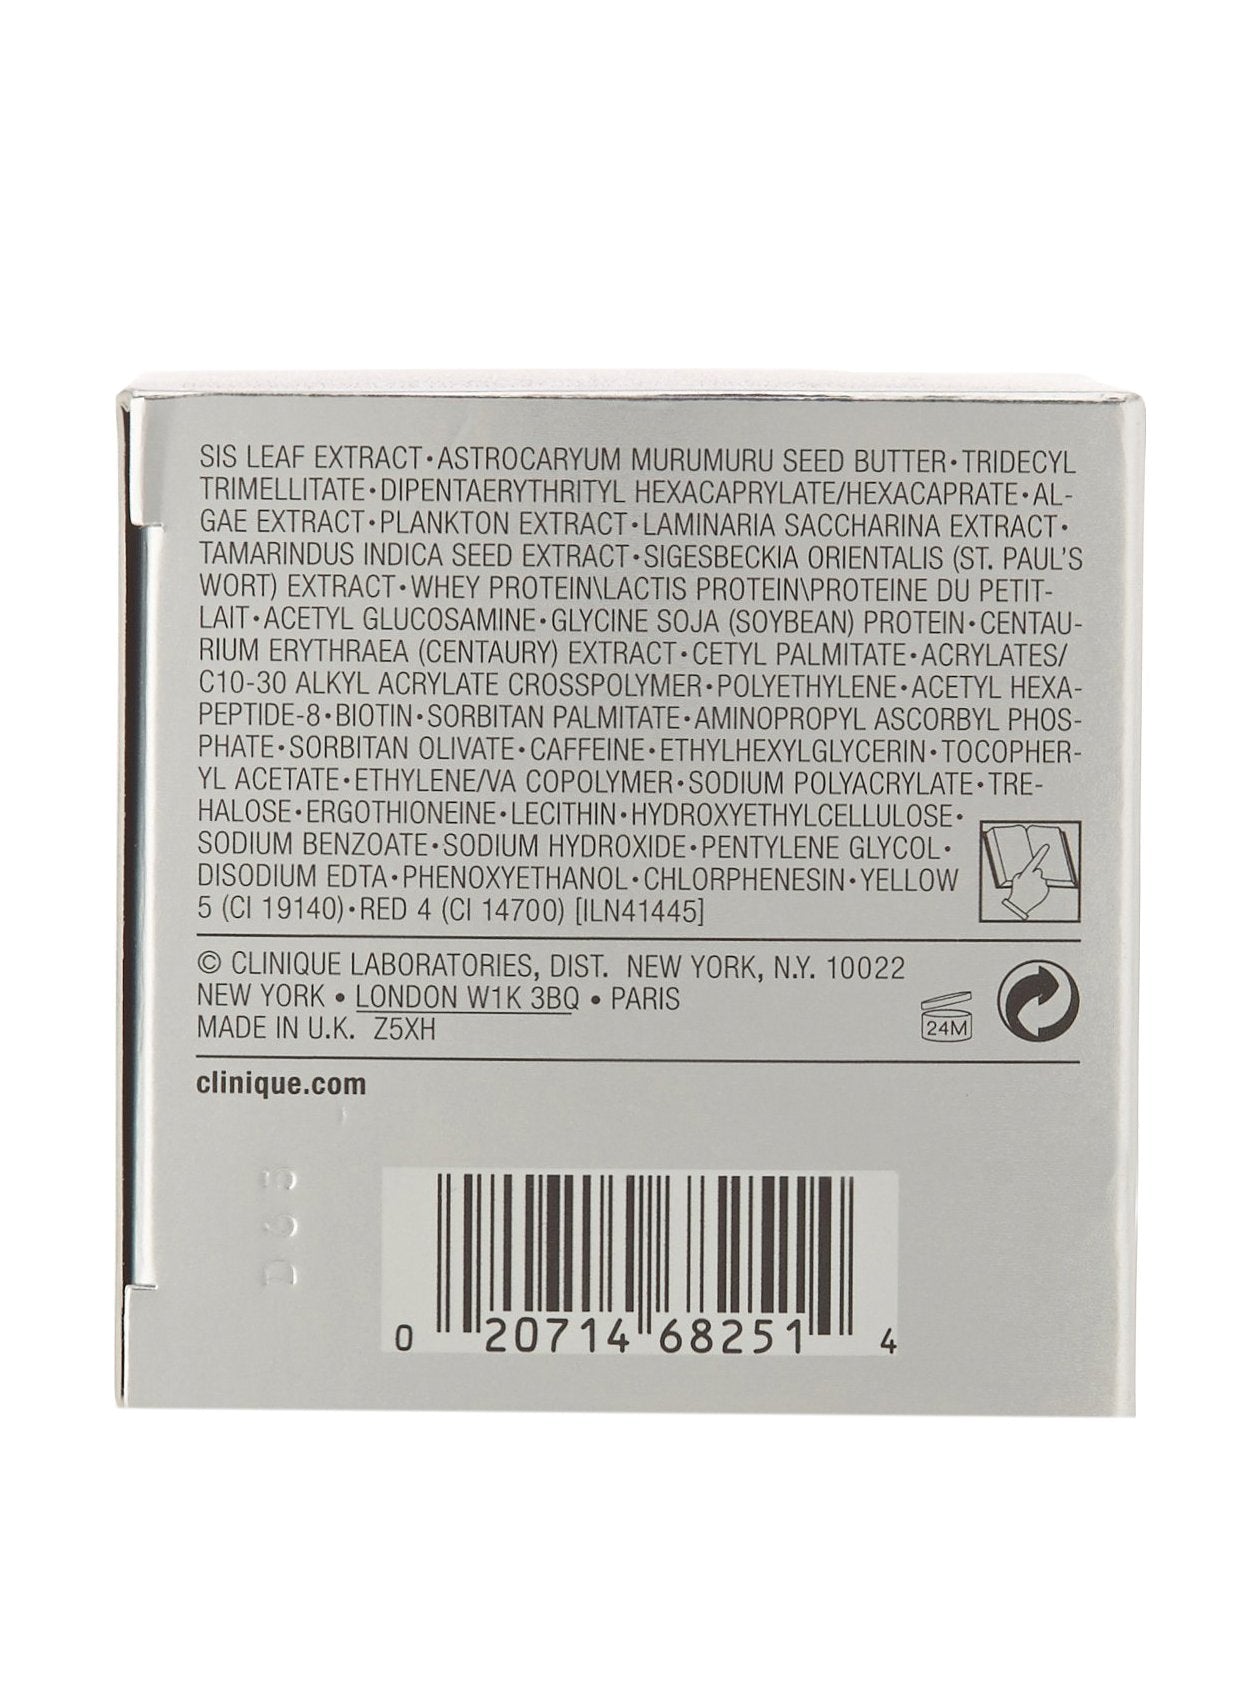 SIS LEAF EXTRACT•ASTROCARYUM MURUMURU SEED BUTTER•TRIDECYL
TRIMELLITATE•DIPENTAERYTHRITYL HEXACAPRYLATE/HEXACAPRATE•AL-
GAE EXTRACT•PLANKTON EXTRACT•LAMINARIA SACCHARINA EXTRACT•
TAMARINDUS INDICA SEED EXTRACT•SIGESBECKIA ORIENTALIS (ST. PAUL'S
WORT) EXTRACT•WHEY PROTEIN\LACTIS PROTEIN\PROTEINE DU PETIT-
LAIT•ACETYL GLUCOSAMINE•GLYCINE SOJA (SOYBEAN) PROTEIN•CENTAU-
RIUM ERYTHRAEA (CENTAURY) EXTRACT•CETYL PALMITATE•ACRYLATES/
C10-30 ALKYL ACRYLATE CROSSPOLYMER•POLYETHYLENE•ACETYL HEXA-
PEPTIDE-8•BIOTIN•SORBITAN PALMITATE•AMINOPROPYL ASCORBYL PHOS-
PHATE•SORBITAN OLIVATE•CAFFEINE•ETHYLHEXYLGLYCERIN•TOCOPHER-
YL ACETATE•ETHYLENE/VA COPOLYMER•SODIUM POLYACRYLATE•TRE-
HALOSE•ERGOTHIONEINE•LECITHIN•HYDROXYETHYLCELLULOSE•
SODIUM BENZOATE•SODIUM HYDROXIDE•PENTYLENE GLYCOL•
DISODIUM EDTA•PHENOXYETHANOL•CHLORPHENESIN•YELLOW
5 (CI 19140)•RED 4 (CI 14700) [ILN41445]
© CLINIQUE LABORATORIES, DIST. NEW YORK, N.Y. 10022
NEW YORK • LONDON W1K 3BQ • PARIS
MADE IN U.K. Z5XH
24M
clinique.com
D65
0 20714 68251 4